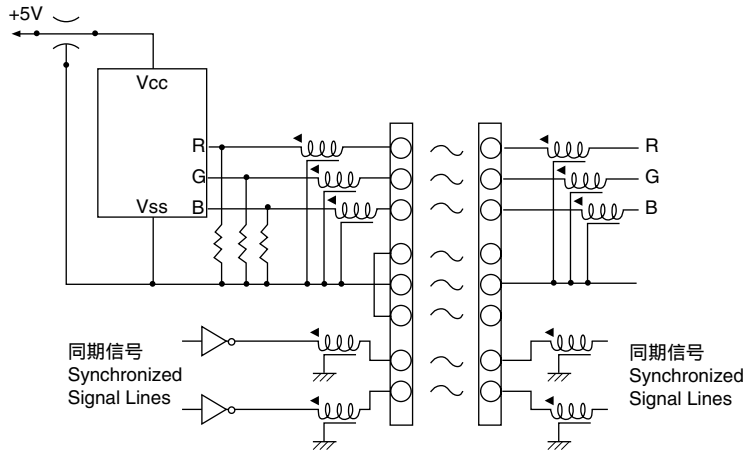 +5V
Vcc
R
G
B
Vss
R
G
B
同期信号
Synchronized
Signal Lines
同期信号
Synchronized
Signal Lines